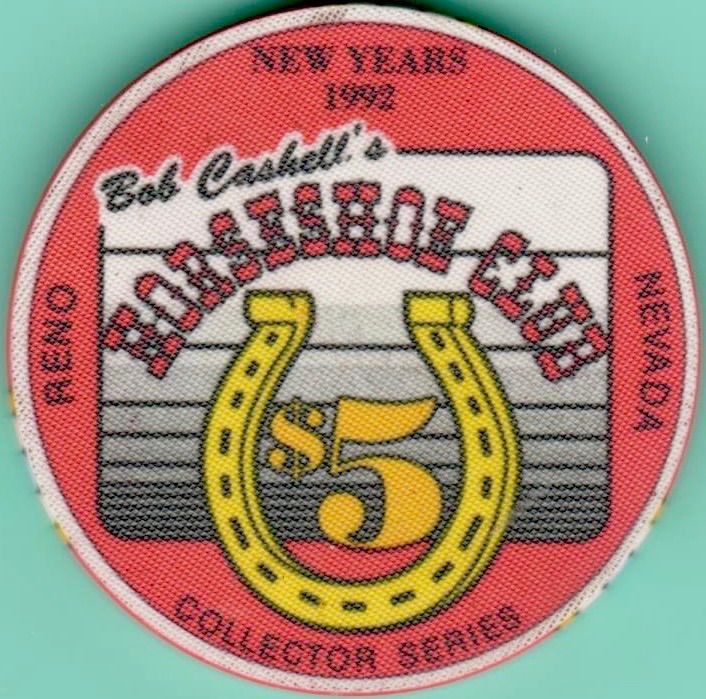 NEW YEARS
1992
Bob Cashell's
HORSESHOE CLUB
RENO
NEVADA
$5
COLLECTOR SERIES